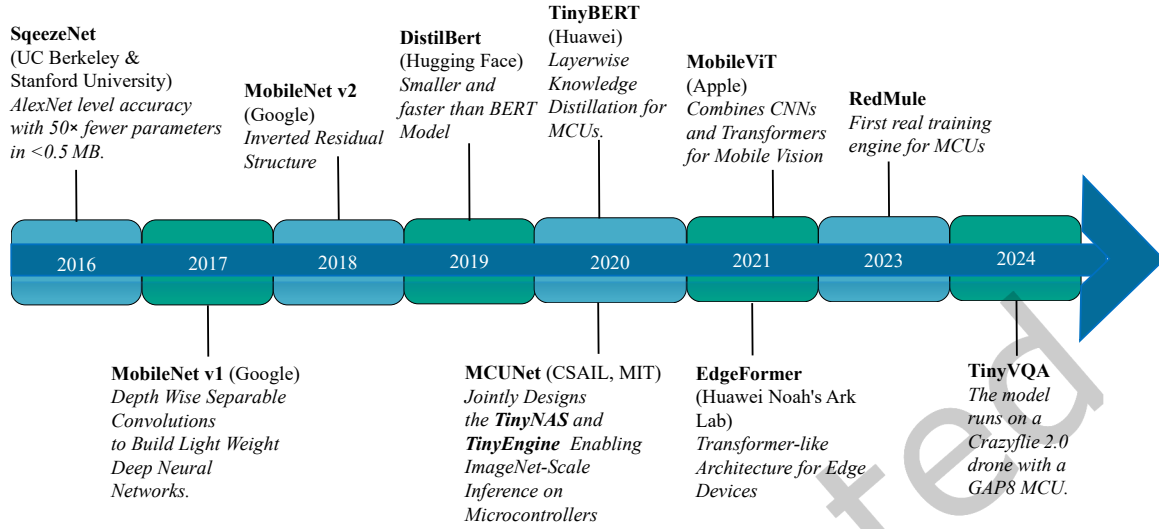 SqeezeNet
(UC Berkeley &
Stanford University)
AlexNet level accuracy
with 50× fewer parameters
in <0.5 MB.
MobileNet v2
(Google)
Inverted Residual
Structure
DistilBert
(Hugging Face)
Smaller and
faster than BERT
Model
TinyBERT
(Huawei)
Layerwise
Knowledge
Distillation for
MCUs.
MobileViT
(Apple)
Combines CNNs
and Transformers
for Mobile Vision
RedMule
First real training
engine for MCUs
2016
2017
2018
2019
2020
2021
2023
2024
MobileNet v1 (Google)
Depth Wise Separable
Convolutions
to Build Light Weight
Deep Neural
Networks.
MCUNet (CSAIL, MIT)
Jointly Designs
the TinyNAS and
TinyEngine Enabling
ImageNet-Scale
Inference on
Microcontrollers
EdgeFormer
(Huawei Noah's Ark
Lab)
Transformer-like
Architecture for Edge
Devices
TinyVQA
The model
runs on a
Crazyflie 2.0
drone with a
GAP8 MCU.
ted